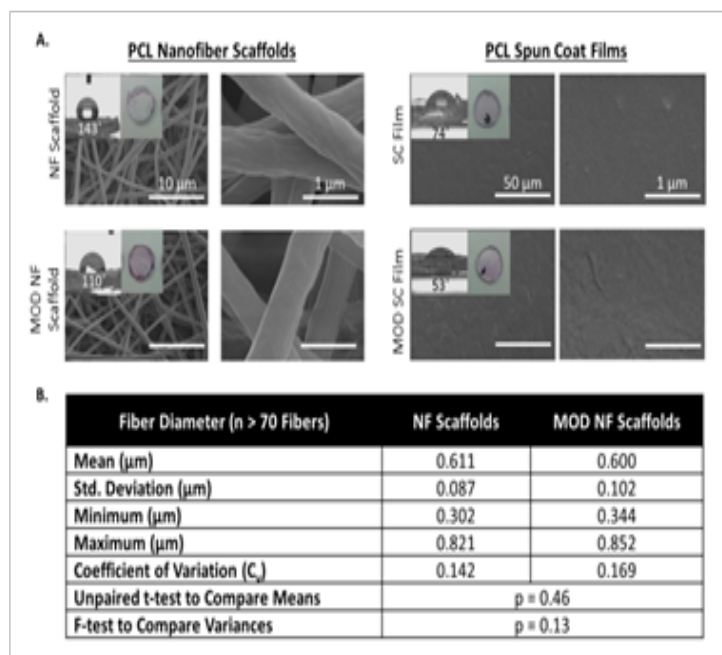 A.
PCL Nanofiber Scaffolds
PCL Spun Coat Films
NF Scaffold
143°
10 µm
1 µm
SC Film
74°
50 µm
1 µm
MOD NF
Scaffold
110°
MOD SC Film
53°
B.
Fiber Diameter (n > 70 Fibers) NF Scaffolds MOD NF Scaffolds
Mean (µm) 0.611 0.600
Std. Deviation (µm) 0.087 0.102
Minimum (µm) 0.302 0.344
Maximum (µm) 0.821 0.852
Coefficient of Variation (Cv) 0.142 0.169
Unpaired t-test to Compare Means p = 0.46
F-test to Compare Variances p = 0.13